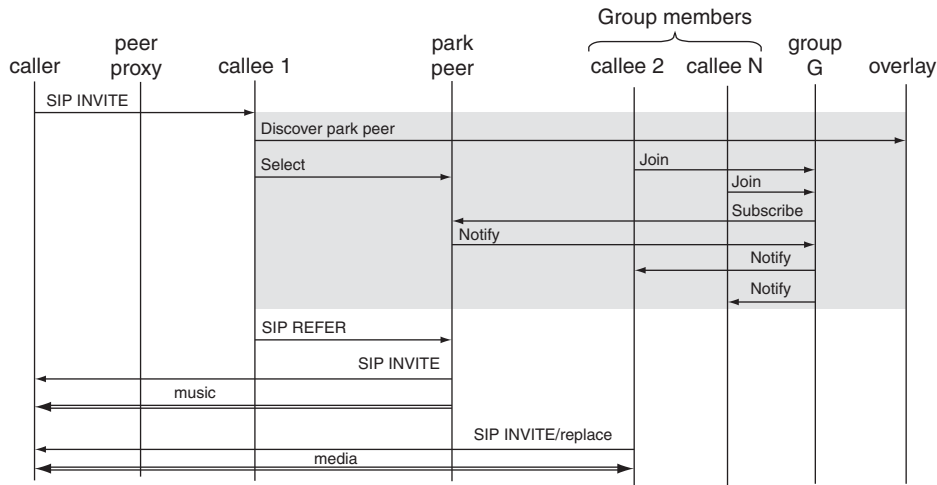 Group members
caller
peer
proxy
callee 1
park
peer
callee 2
callee N
group
G
overlay
SIP INVITE
Discover park peer
Select
Join
Join
Subscribe
Notify
Notify
Notify
SIP REFER
SIP INVITE
music
SIP INVITE/replace
media